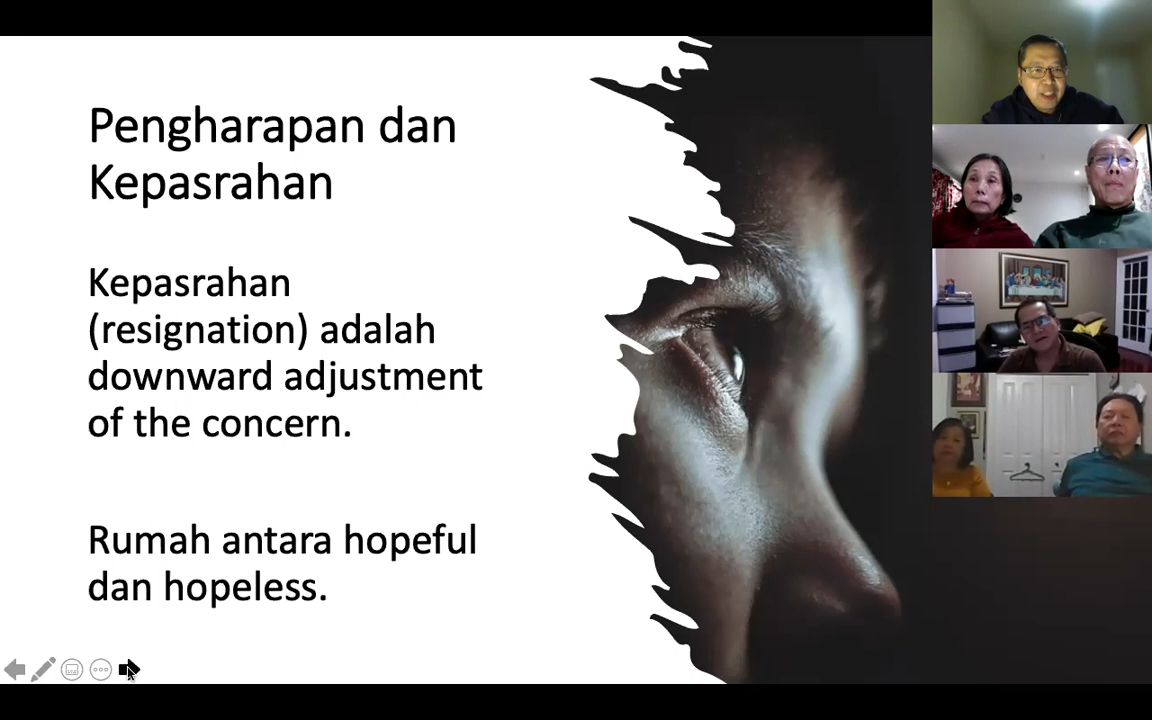 Pengharapan dan
Kepasrahan
Kepasrahan
(resignation) adalah
downward adjustment
of the concern.
Rumah antara hopeful
dan hopeless.